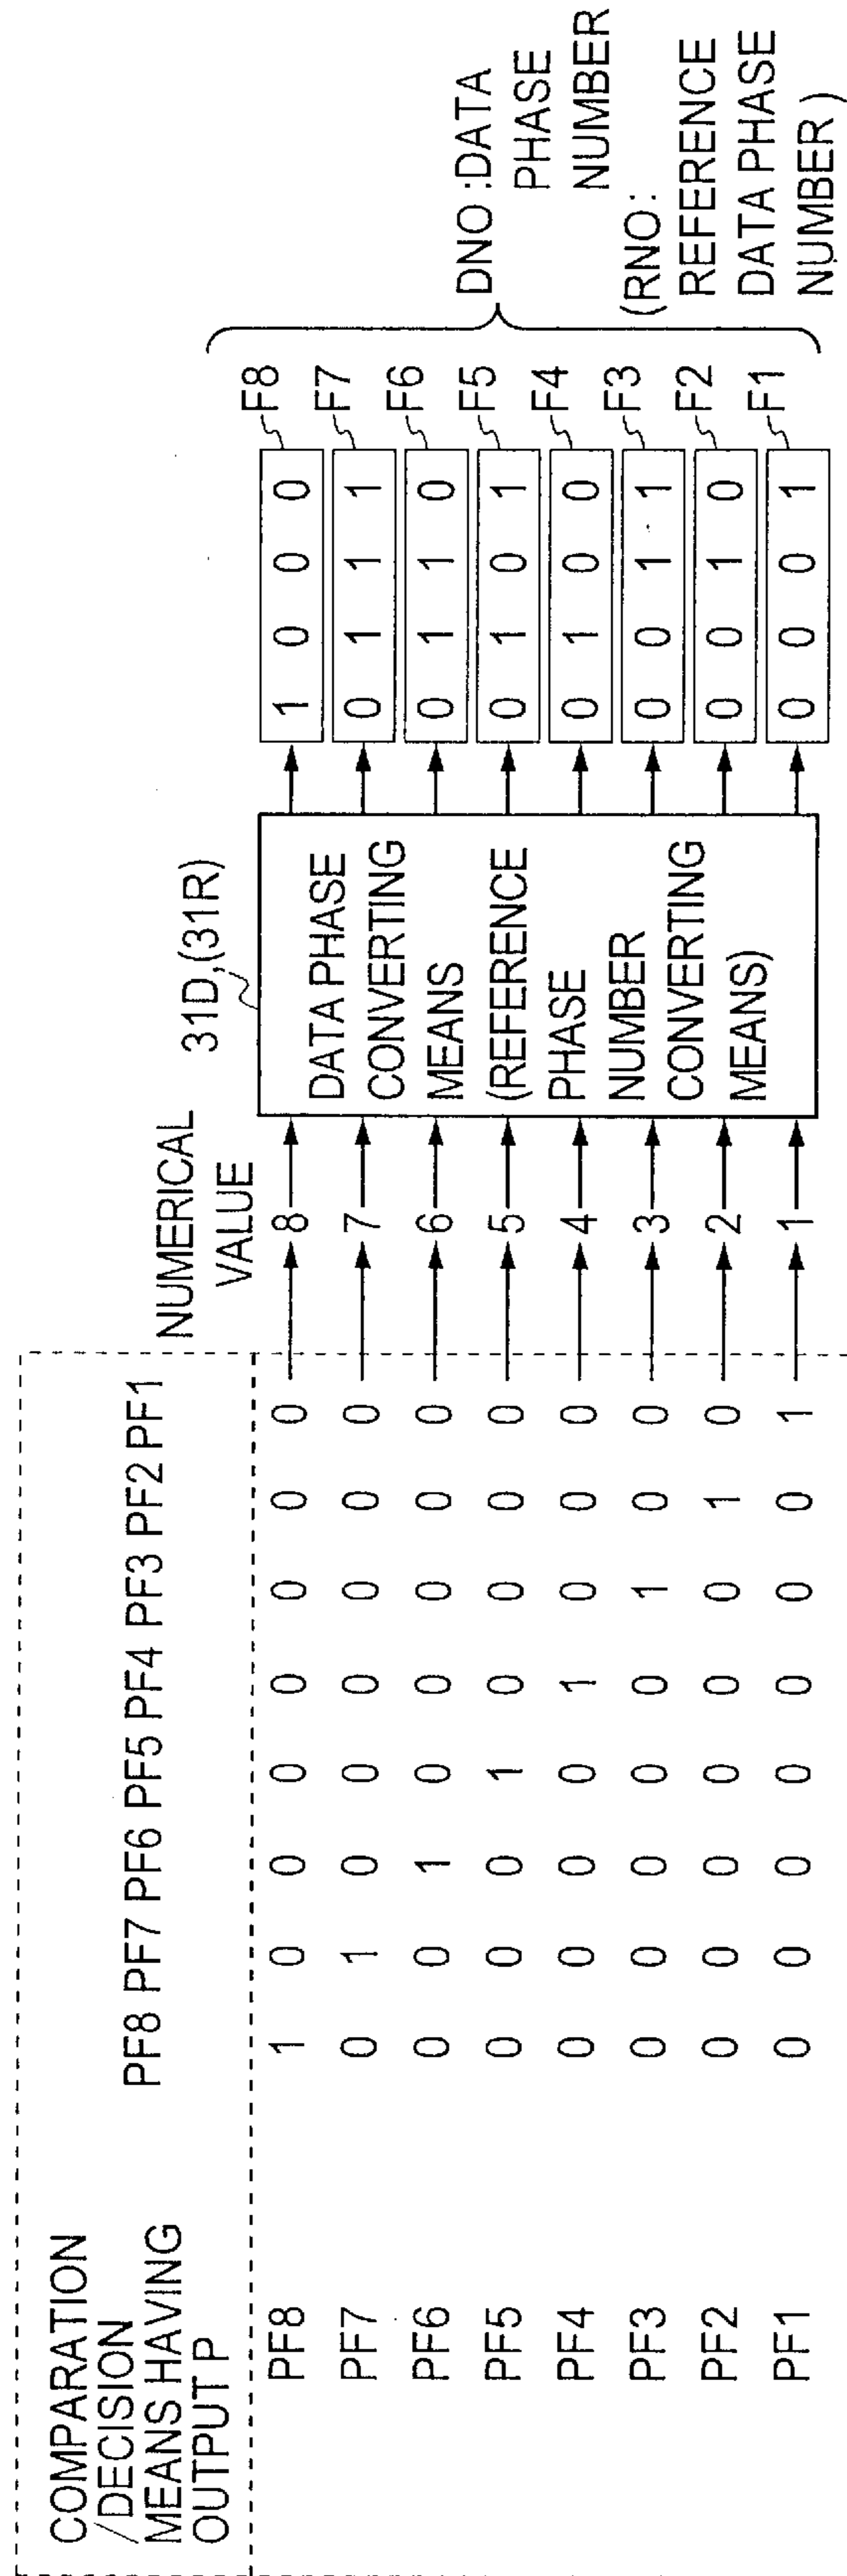 COMPARATION
/DECISION
MEANS HAVING
OUTPUT P
PF8 PF7 PF6 PF5 PF4 PF3 PF2 PF1
NUMERICAL
VALUE
31D,(31R)
PF8 1 0 0 0 0 0 0 0 8
PF7 0 1 0 0 0 0 0 0 7
PF6 0 0 1 0 0 0 0 0 6
PF5 0 0 0 1 0 0 0 0 5
PF4 0 0 0 0 1 0 0 0 4
PF3 0 0 0 0 0 1 0 0 3
PF2 0 0 0 0 0 0 1 0 2
PF1 0 0 0 0 0 0 0 1 1
DATA PHASE
CONVERTING
MEANS
(REFERENCE
PHASE
NUMBER
CONVERTING
MEANS)
1 0 0 0 F8
0 1 1 1 F7
0 1 1 0 F6
0 1 0 1 F5
0 1 0 0 F4
0 0 1 1 F3
0 0 1 0 F2
0 0 0 1 F1
DNO :DATA
PHASE
NUMBER
(RNO:
REFERENCE
DATA PHASE
NUMBER )